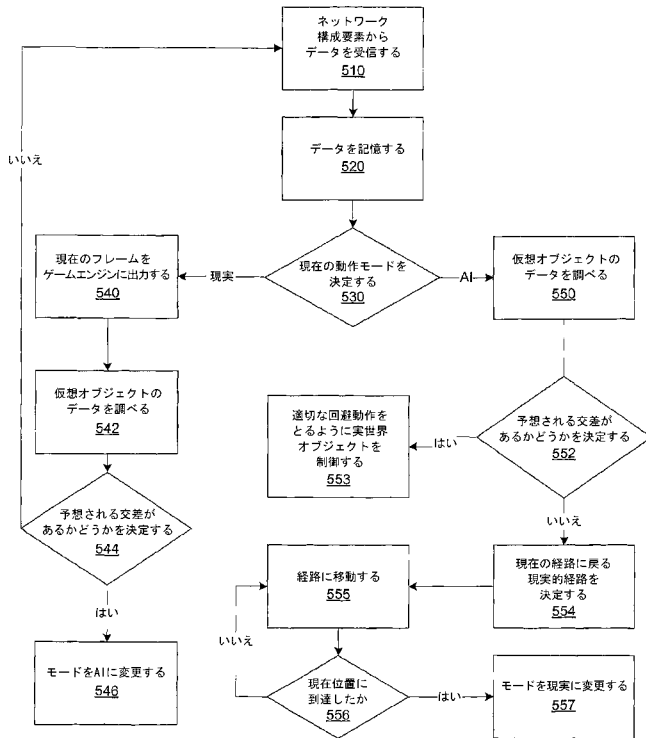 ネットワーク
構成要素から
データを受信する
510
データを記憶する
520
いいえ
現在のフレームを
ゲームエンジンに出力する
540
現実
現在の動作モードを
決定する
530
AI
仮想オブジェクトの
データを調べる
550
仮想オブジェクトの
データを調べる
542
適切な回避動作を
とるように実世界
オブジェクトを
制御する
553
はい
予想される交差が
あるかどうかを決定する
552
予想される交差が
あるかどうかを決定する
544
いいえ
経路に移動する
555
現在の経路に戻る
現実的経路を
決定する
554
はい
いいえ
モードをAIに変更する
546
現在位置に
到達したか
556
はい
モードを現実に変更する
557